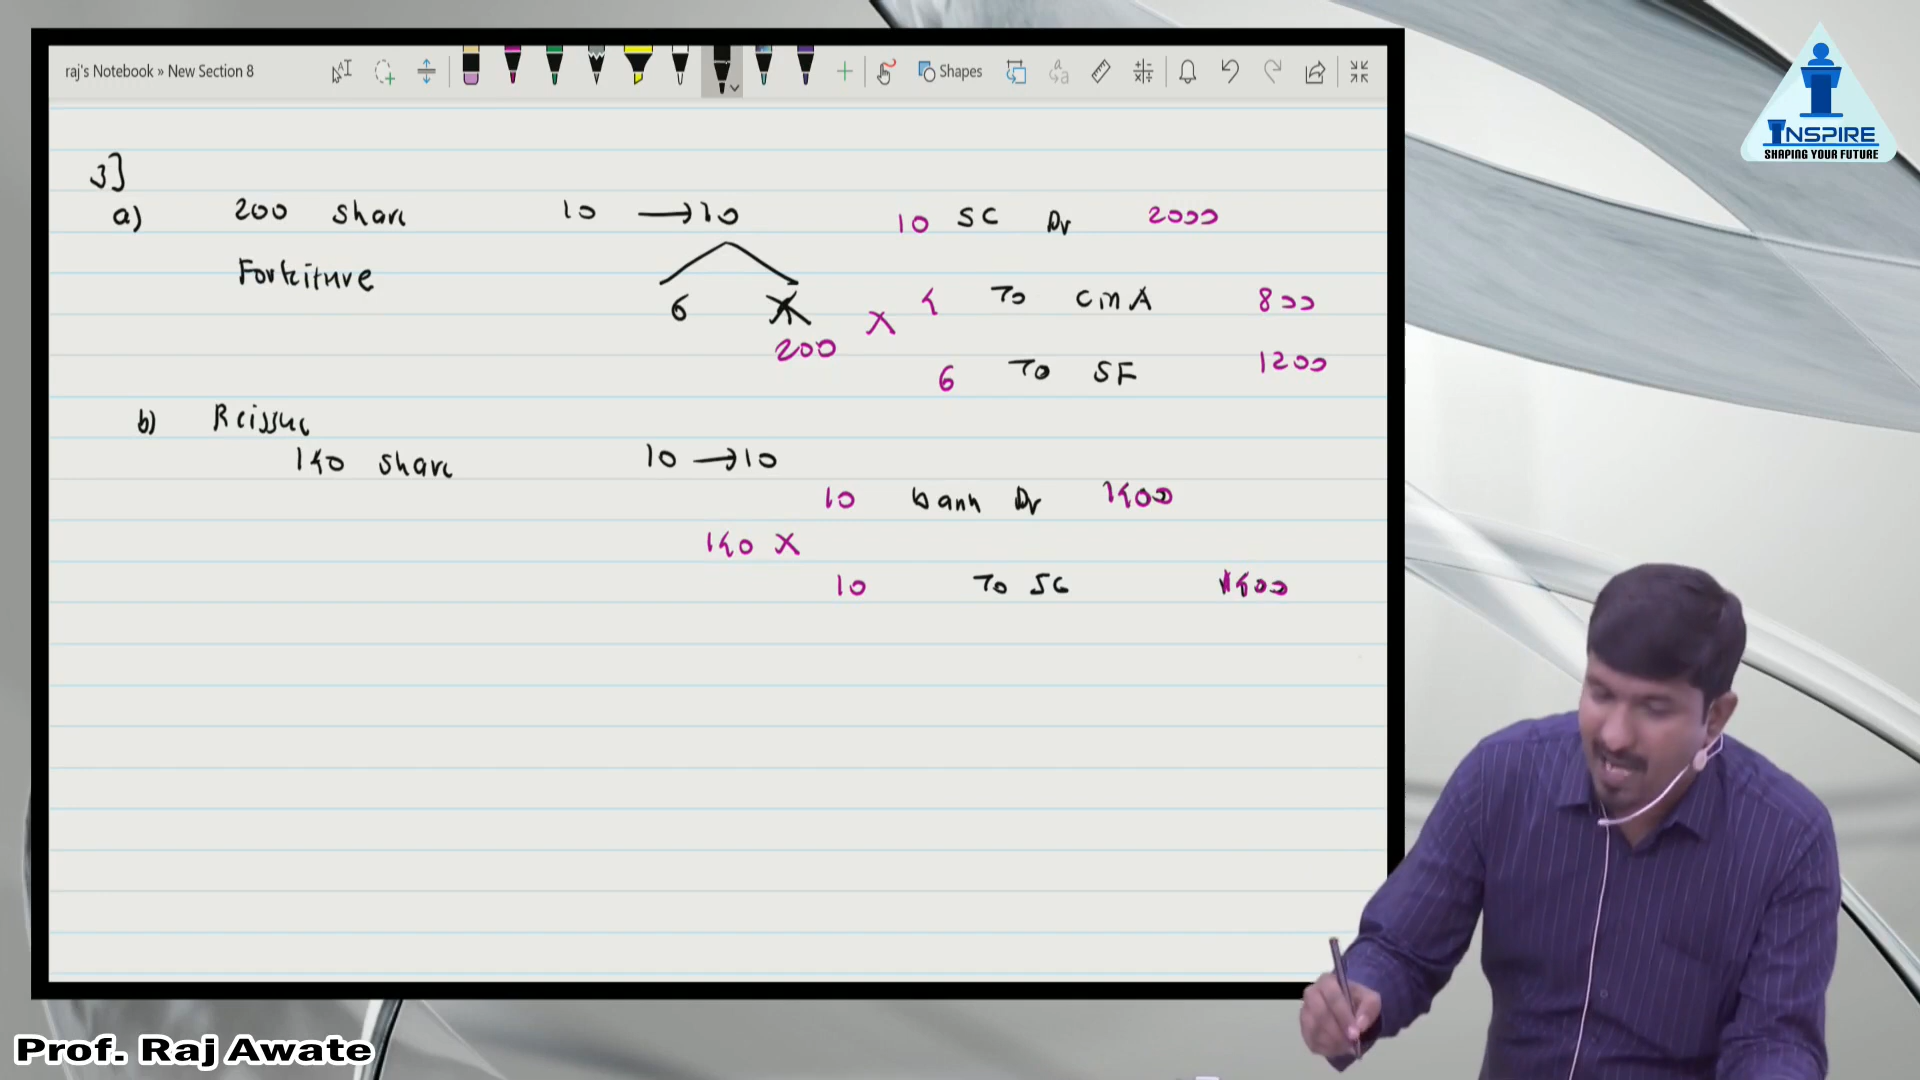 raj's Notebook » New Section 8
Shapes
INSPIRE
SHAPING YOUR FUTURE
3]
a) 200 share 10 → 10 10 SC Dr 2000
Forfeiture 6 4 X 4 To CinA 800
200 6 To SF 1200
b) Reissue
140 share 10 → 10
10 bank Dr 1400
140 X
10 To SC 1400
Prof. Raj Awate